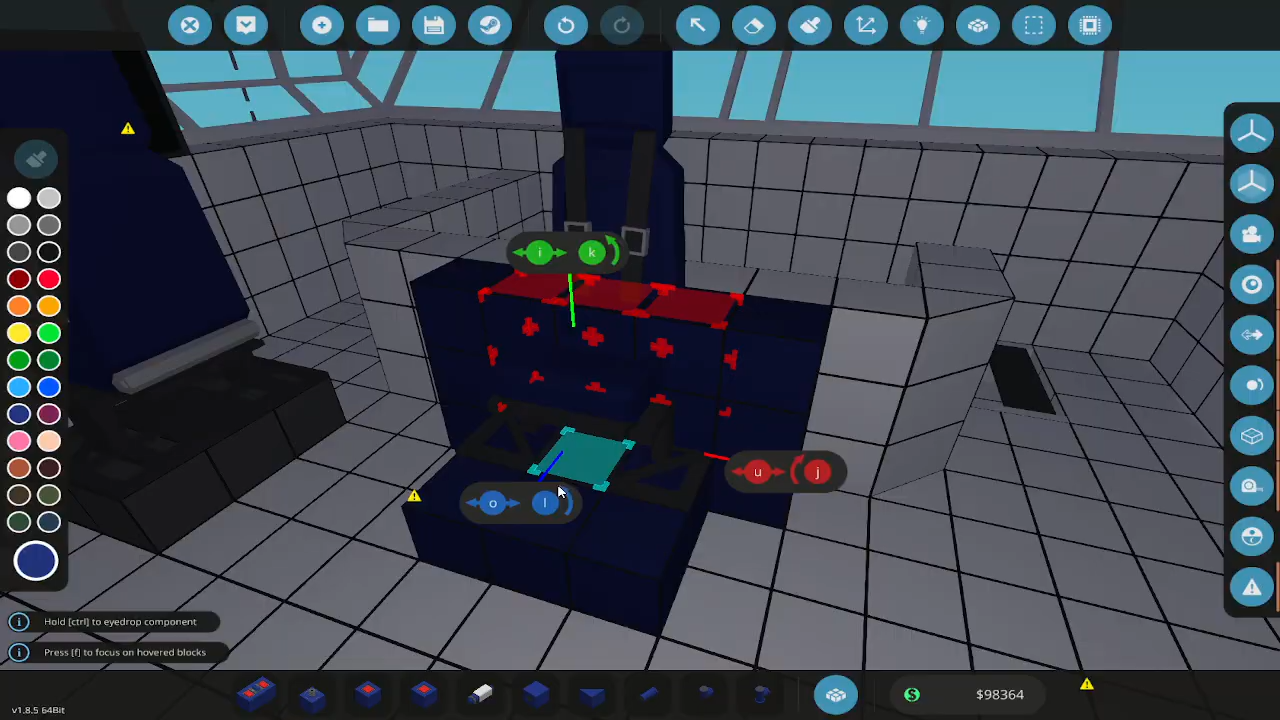 i k
u j
o l
Hold [ctrl] to eyedrop component
Press [f] to focus on hovered blocks
$ $98364
v1.8.5 64Bit